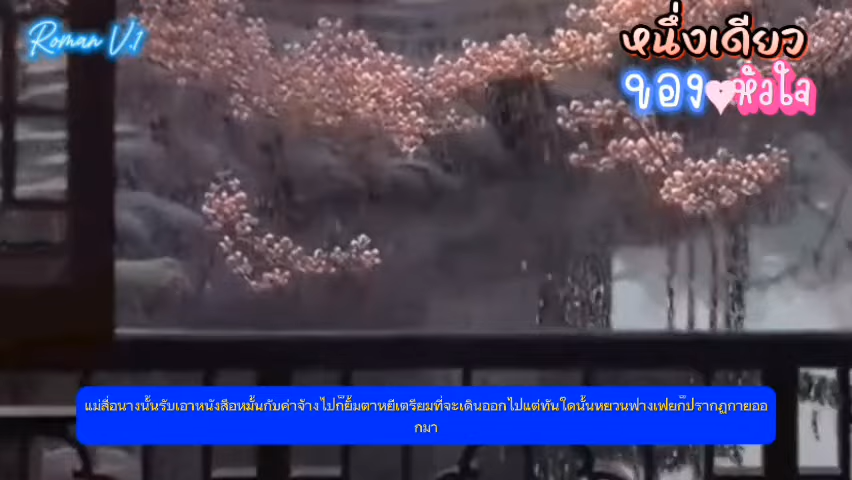 Roman V.1
หนึ่งเดียว
ของหัวใจ
แม่สื่อนางนั้นรับเอาหนังสือหมั้นกับค่าจ้างไปก็ยิ้มตาหยีเตรียมที่จะเดินออกไปแต่ทันใดนั้นหยวนฟางเฟยก็ปรากฏกายออ
กมา